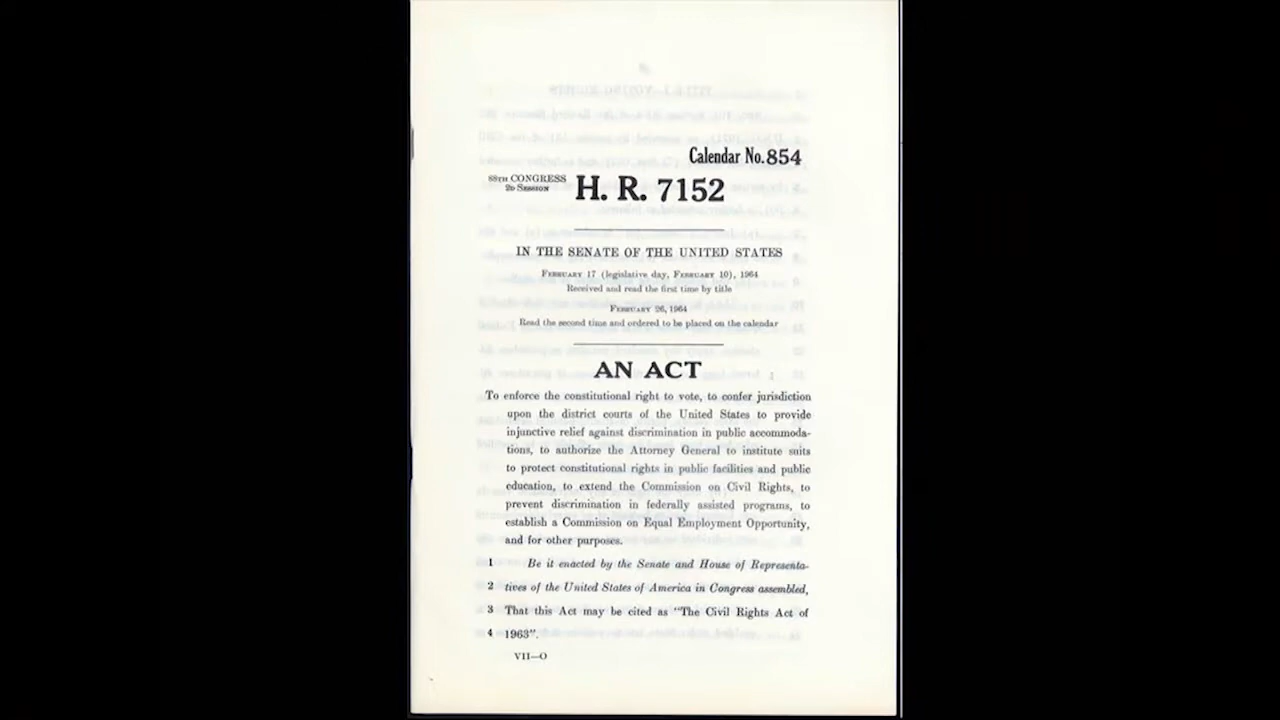 Calendar No. 854
88TH CONGRESS
2D SESSION
H. R. 7152
IN THE SENATE OF THE UNITED STATES
FEBRUARY 17 (legislative day, FEBRUARY 10), 1964
Received and read the first time by title
FEBRUARY 26, 1964
Read the second time and ordered to be placed on the calendar
AN ACT
To enforce the constitutional right to vote, to confer jurisdiction
upon the district courts of the United States to provide
injunctive relief against discrimination in public accommoda-
tions, to authorize the Attorney General to institute suits
to protect constitutional rights in public facilities and public
education, to extend the Commission on Civil Rights, to
prevent discrimination in federally assisted programs, to
establish a Commission on Equal Employment Opportunity,
and for other purposes.
1 Be it enacted by the Senate and House of Representa-
2 tives of the United States of America in Congress assembled,
3 That this Act may be cited as "The Civil Rights Act of
4 1963".
VII—O